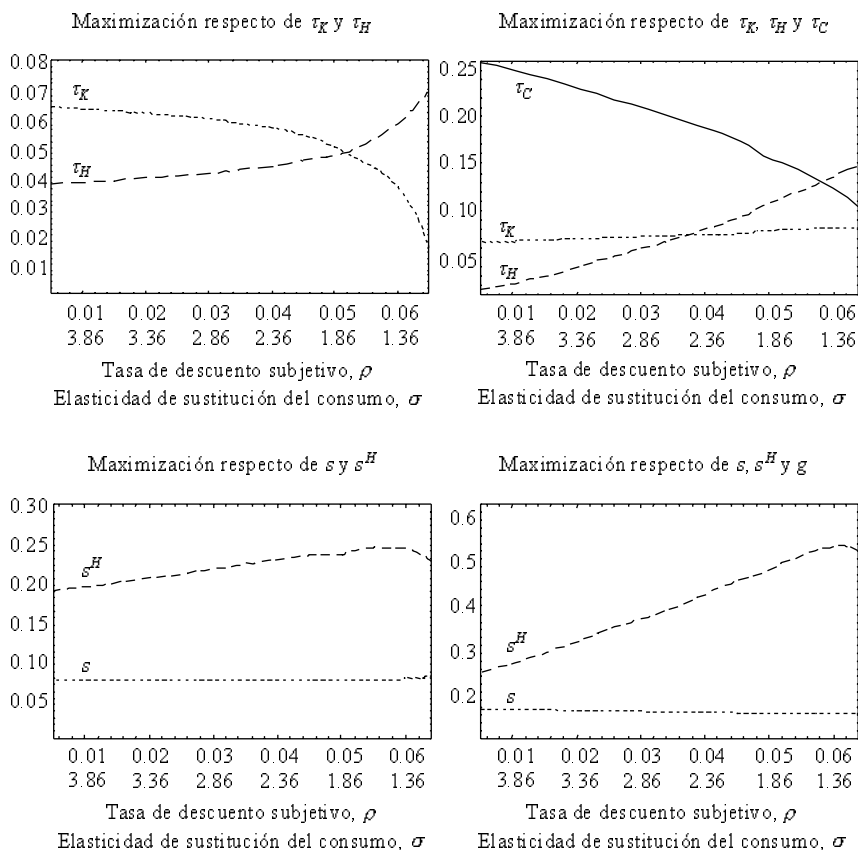 Maximización respecto de τK y τH
0.08
0.07
0.06
0.05
0.04
0.03
0.02
0.01
τK
τH
0.01 0.02 0.03 0.04 0.05 0.06
3.86 3.36 2.86 2.36 1.86 1.36
Tasa de descuento subjetivo, ρ
Elasticidad de sustitución del consumo, σ
Maximización respecto de τK, τH y τC
0.25
0.20
0.15
0.10
0.05
τC
τK
τH
0.01 0.02 0.03 0.04 0.05 0.06
3.86 3.36 2.86 2.36 1.86 1.36
Tasa de descuento subjetivo, ρ
Elasticidad de sustitución del consumo, σ
Maximización respecto de s y s^H
0.30
0.25
0.20
0.15
0.10
0.05
s^H
s
0.01 0.02 0.03 0.04 0.05 0.06
3.86 3.36 2.86 2.36 1.86 1.36
Tasa de descuento subjetivo, ρ
Elasticidad de sustitución del consumo, σ
Maximización respecto de s, s^H y g
0.6
0.5
0.4
0.3
0.2
s^H
s
0.01 0.02 0.03 0.04 0.05 0.06
3.86 3.36 2.86 2.36 1.86 1.36
Tasa de descuento subjetivo, ρ
Elasticidad de sustitución del consumo, σ